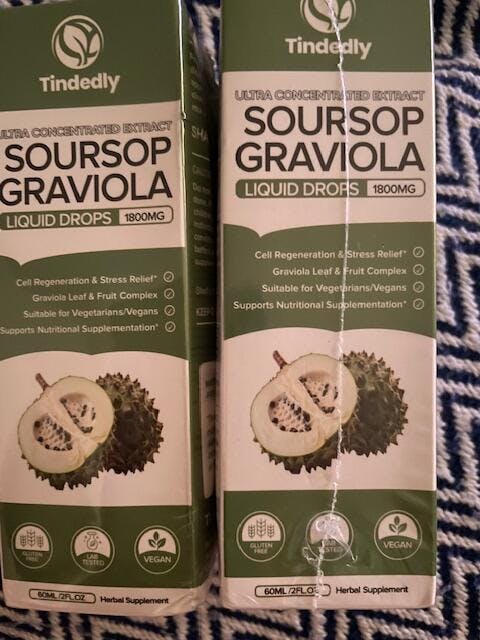 Tindedly
ULTRA CONCENTRATED EXTRACT
SOURSOP
GRAVIOLA
LIQUID DROPS 1800MG
Cell Regeneration & Stress Relief*
Graviola Leaf & Fruit Complex
Suitable for Vegetarians/Vegans
Supports Nutritional Supplementation*
GLUTEN
FREE
LAB
TESTED
VEGAN
60ML /2FL.OZ Herbal Supplement
SHA
Tindedly
ULTRA CONCENTRATED EXTRACT
SOURSOP
GRAVIOLA
LIQUID DROPS 1800MG
Cell Regeneration & Stress Relief*
Graviola Leaf & Fruit Complex
Suitable for Vegetarians/Vegans
Supports Nutritional Supplementation*
GLUTEN
FREE
LAB
TESTED
VEGAN
60ML /2FL.OZ Herbal Supplement